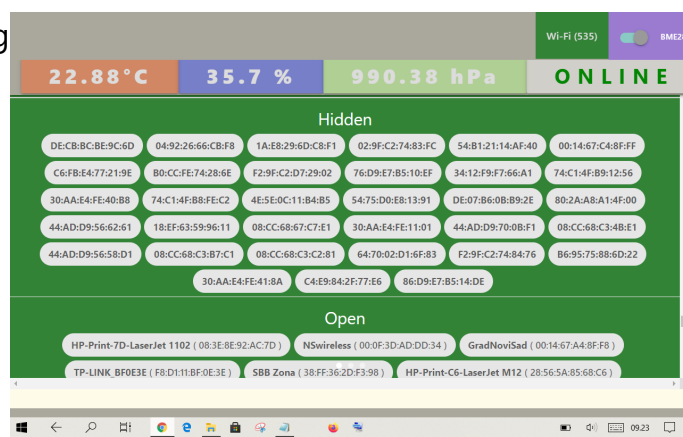 g
Wi-Fi (535)
BME28
22.88°C 35.7 % 990.38 hPa ONLINE
Hidden
DE:CB:BC:BE:9C:6D 04:92:26:66:CB:F8 1A:E8:29:6D:C8:F1 02:9F:C2:74:83:FC 54:B1:21:14:AF:40 00:14:67:C4:8F:FF
C6:FB:E4:77:21:9E B0:CC:FE:74:28:6E F2:9F:C2:D7:29:02 76:D9:E7:B5:10:EF 34:12:F9:F7:66:A1 74:C1:4F:B9:12:56
30:AA:E4:FE:40:B8 74:C1:4F:B8:FE:C2 4E:5E:0C:11:B4:B5 54:75:D0:E8:13:91 DE:07:B6:0B:B9:2E 80:2A:A8:A1:4F:00
44:AD:D9:56:62:61 18:EF:63:59:96:11 08:CC:68:67:C7:E1 30:AA:E4:FE:11:01 44:AD:D9:70:0B:F1 08:CC:68:C3:4B:E1
44:AD:D9:56:58:D1 08:CC:68:C3:B7:C1 08:CC:68:C3:C2:81 64:70:02:D1:6F:83 F2:9F:C2:74:84:76 B6:95:75:88:6D:22
30:AA:E4:FE:41:8A C4:E9:84:2F:77:E6 86:D9:E7:B5:14:DE
Open
HP-Print-7D-LaserJet 1102 ( 08:3E:8E:92:AC:7D ) NSwireless ( 00:0F:3D:AD:DD:34 ) GradNoviSad ( 00:14:67:A4:8F:F8 )
TP-LINK_BF0E3E ( F8:D1:11:BF:0E:3E ) SBB Zona ( 38:FF:36:2D:F3:98 ) HP-Print-C6-LaserJet M12 ( 28:56:5A:85:68:C6 )
09.23